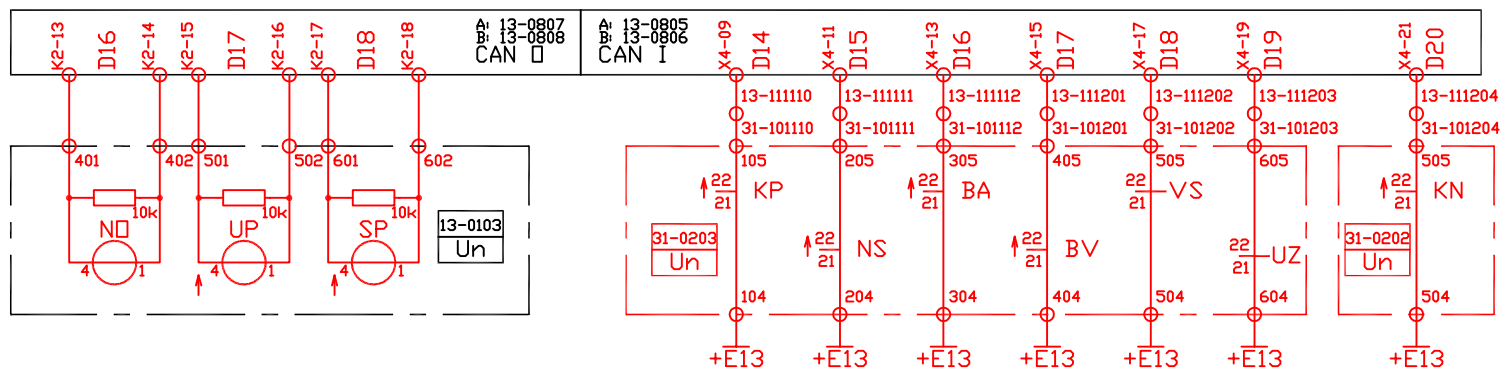 K2-13
D16
K2-14
K2-15
D17
K2-16
K2-17
D18
K2-18
A: 13-0807
B: 13-0808
CAN O
A: 13-0805
B: 13-0806
CAN I
X4-09
D14
X4-11
D15
X4-13
D16
X4-15
D17
X4-17
D18
X4-19
D19
X4-21
D20
13-111110
13-111111
13-111112
13-111201
13-111202
13-111203
13-111204
31-101110
31-101111
31-101112
31-101201
31-101202
31-101203
31-101204
401
402
501
502
601
602
105
205
305
405
505
605
505
10k
10k
10k
NO
UP
SP
4
1
4
1
4
1
13-0103
Un
22
21
KP
22
21
BA
22
21
VS
22
21
KN
31-0203
Un
22
21
NS
22
21
BV
22
21
UZ
31-0202
Un
104
204
304
404
504
604
504
+E13
+E13
+E13
+E13
+E13
+E13
+E13